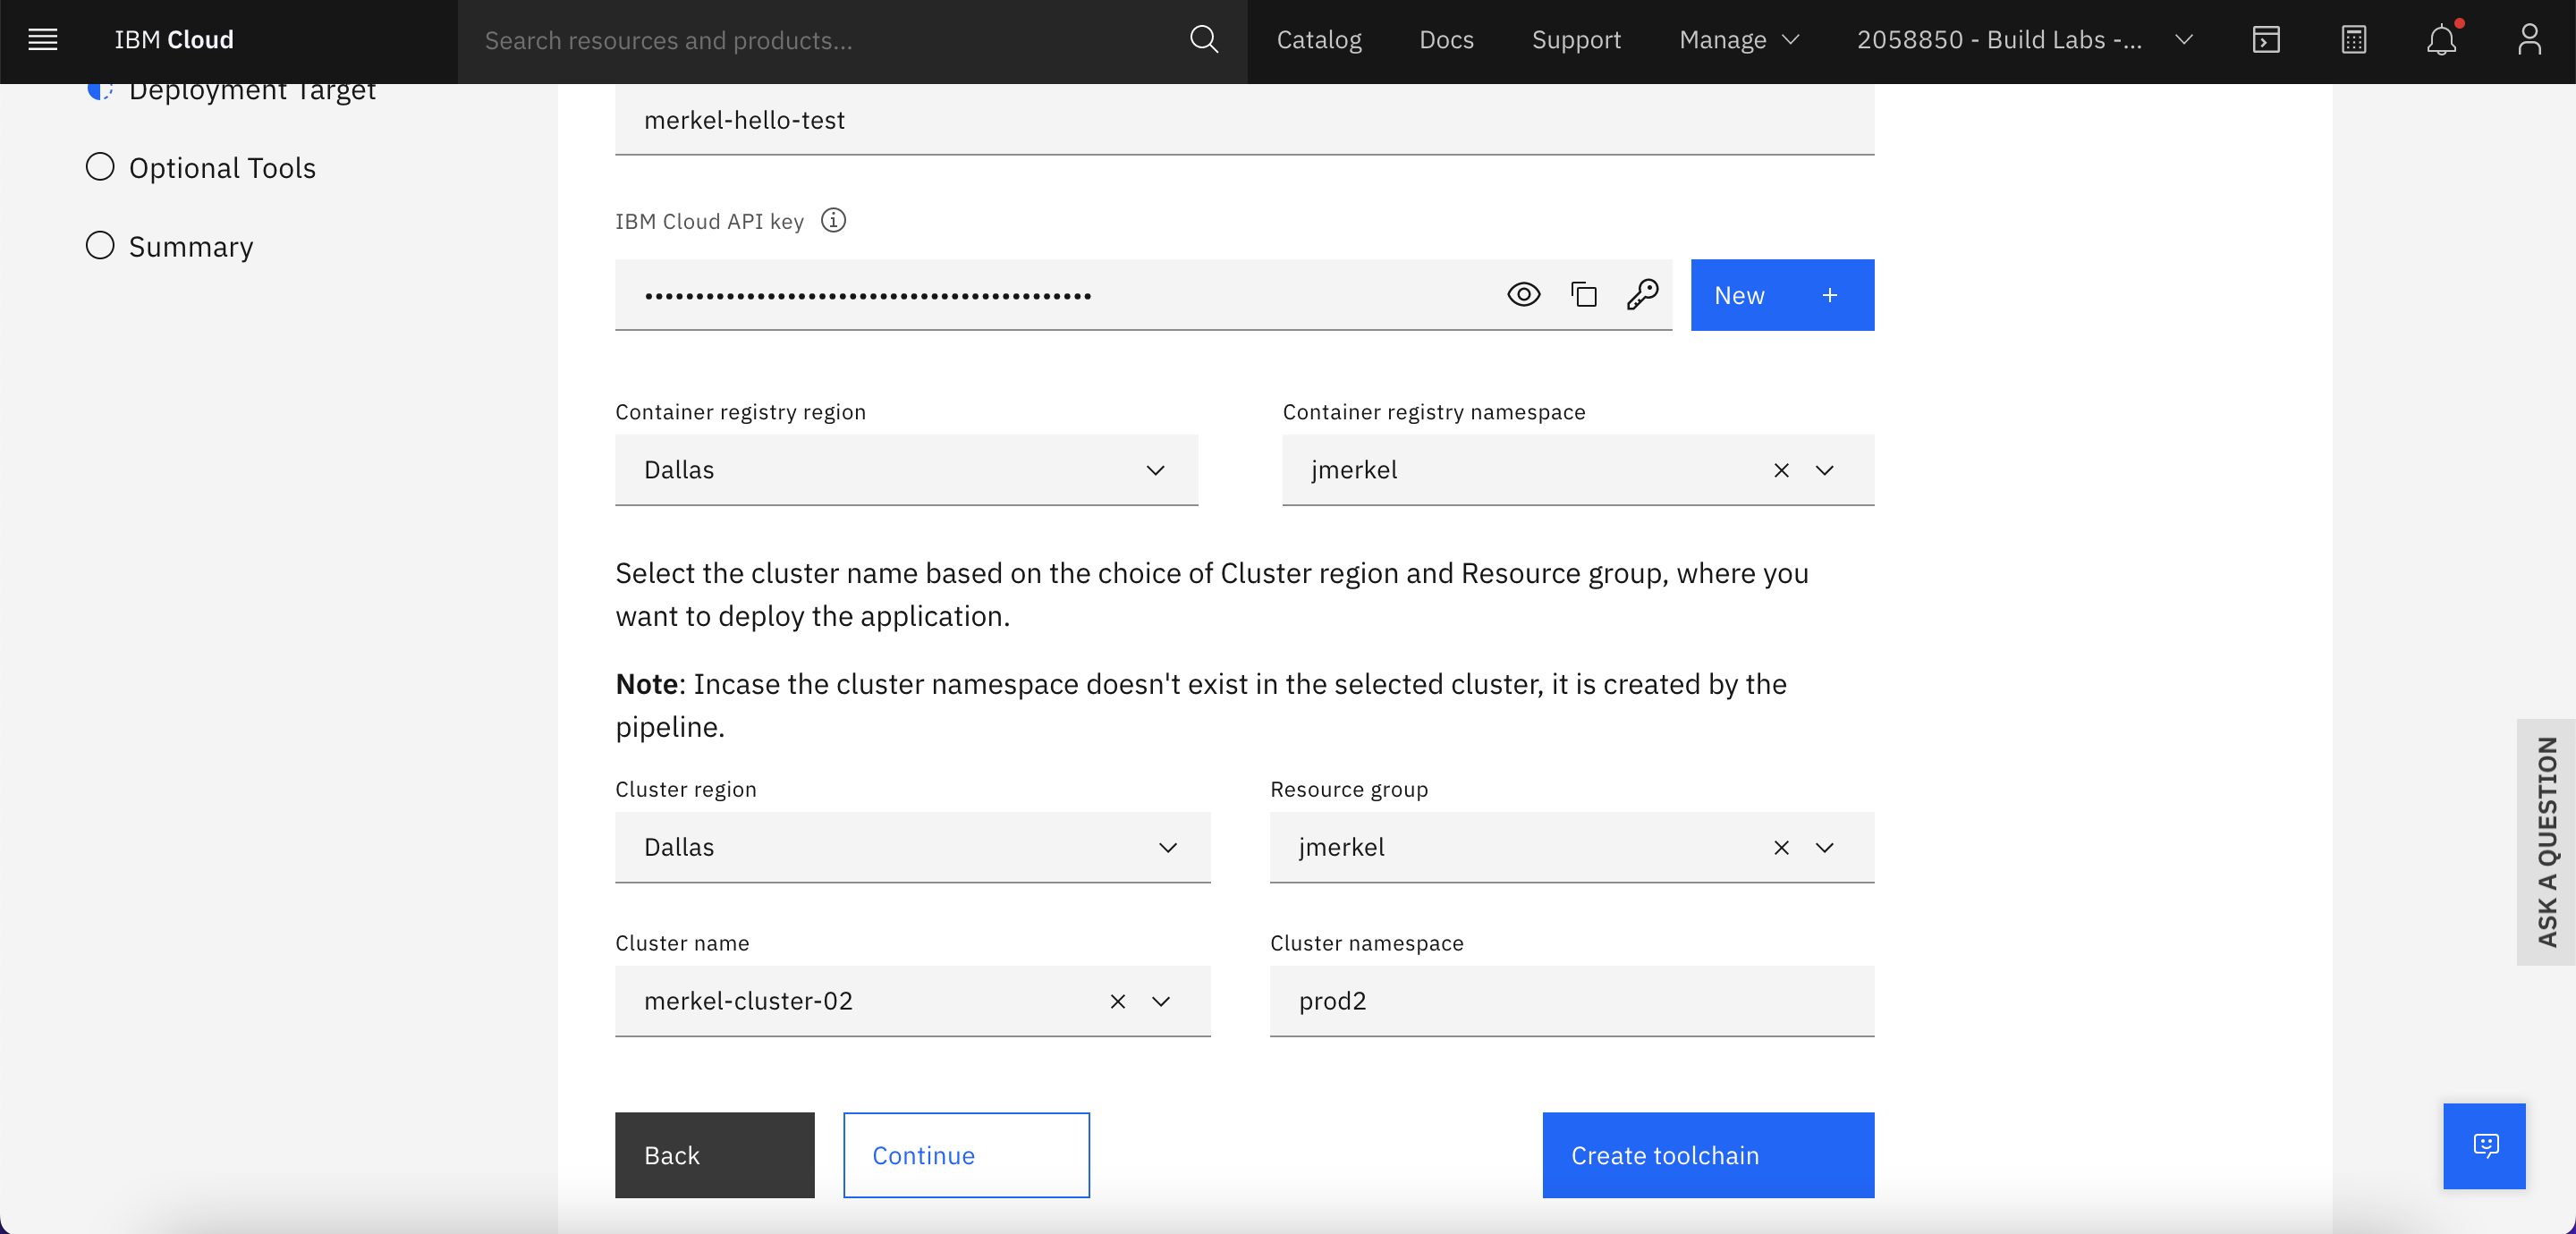 IBM Cloud
Search resources and products...
Catalog
Docs
Support
Manage
2058850 - Build Labs -...
Deployment Target
Optional Tools
Summary
merkel-hello-test
IBM Cloud API key
New +
Container registry region
Container registry namespace
Dallas
jmerkel
Select the cluster name based on the choice of Cluster region and Resource group, where you
want to deploy the application.
Note: Incase the cluster namespace doesn't exist in the selected cluster, it is created by the
pipeline.
Cluster region
Resource group
Dallas
jmerkel
Cluster name
Cluster namespace
merkel-cluster-02
prod2
Back
Continue
Create toolchain
ASK A QUESTION